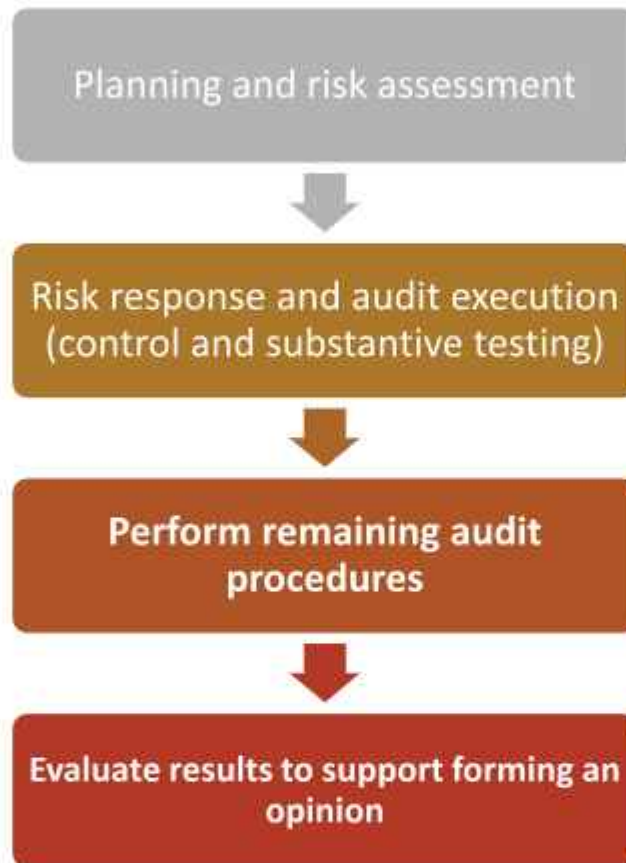 Planning and risk assessment
Risk response and audit execution
(control and substantive testing)
Perform remaining audit
procedures
Evaluate results to support forming an
opinion